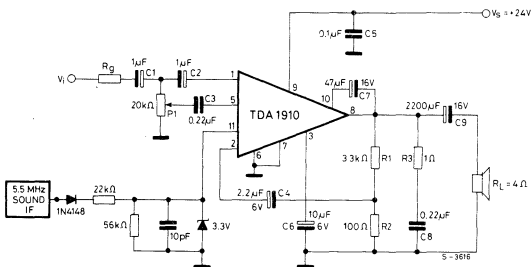 Vs = +24V
0.1µF
C5
1µF
1µF
Rg
C1
C2
Vi
1
9
47µF
16V
10
C7
2200µF
16V
20kΩ
C3
5
8
C9
P1
0.22µF
TDA 1910
11
3
2
6
7
3.3kΩ
R1
R3
1Ω
2.2µF
C4
RL = 4Ω
5.5 MHz
SOUND
IF
22kΩ
6V
1N4148
10µF
0.22µF
56kΩ
3.3V
C6
6V
100Ω
R2
10pF
C8
S-3616